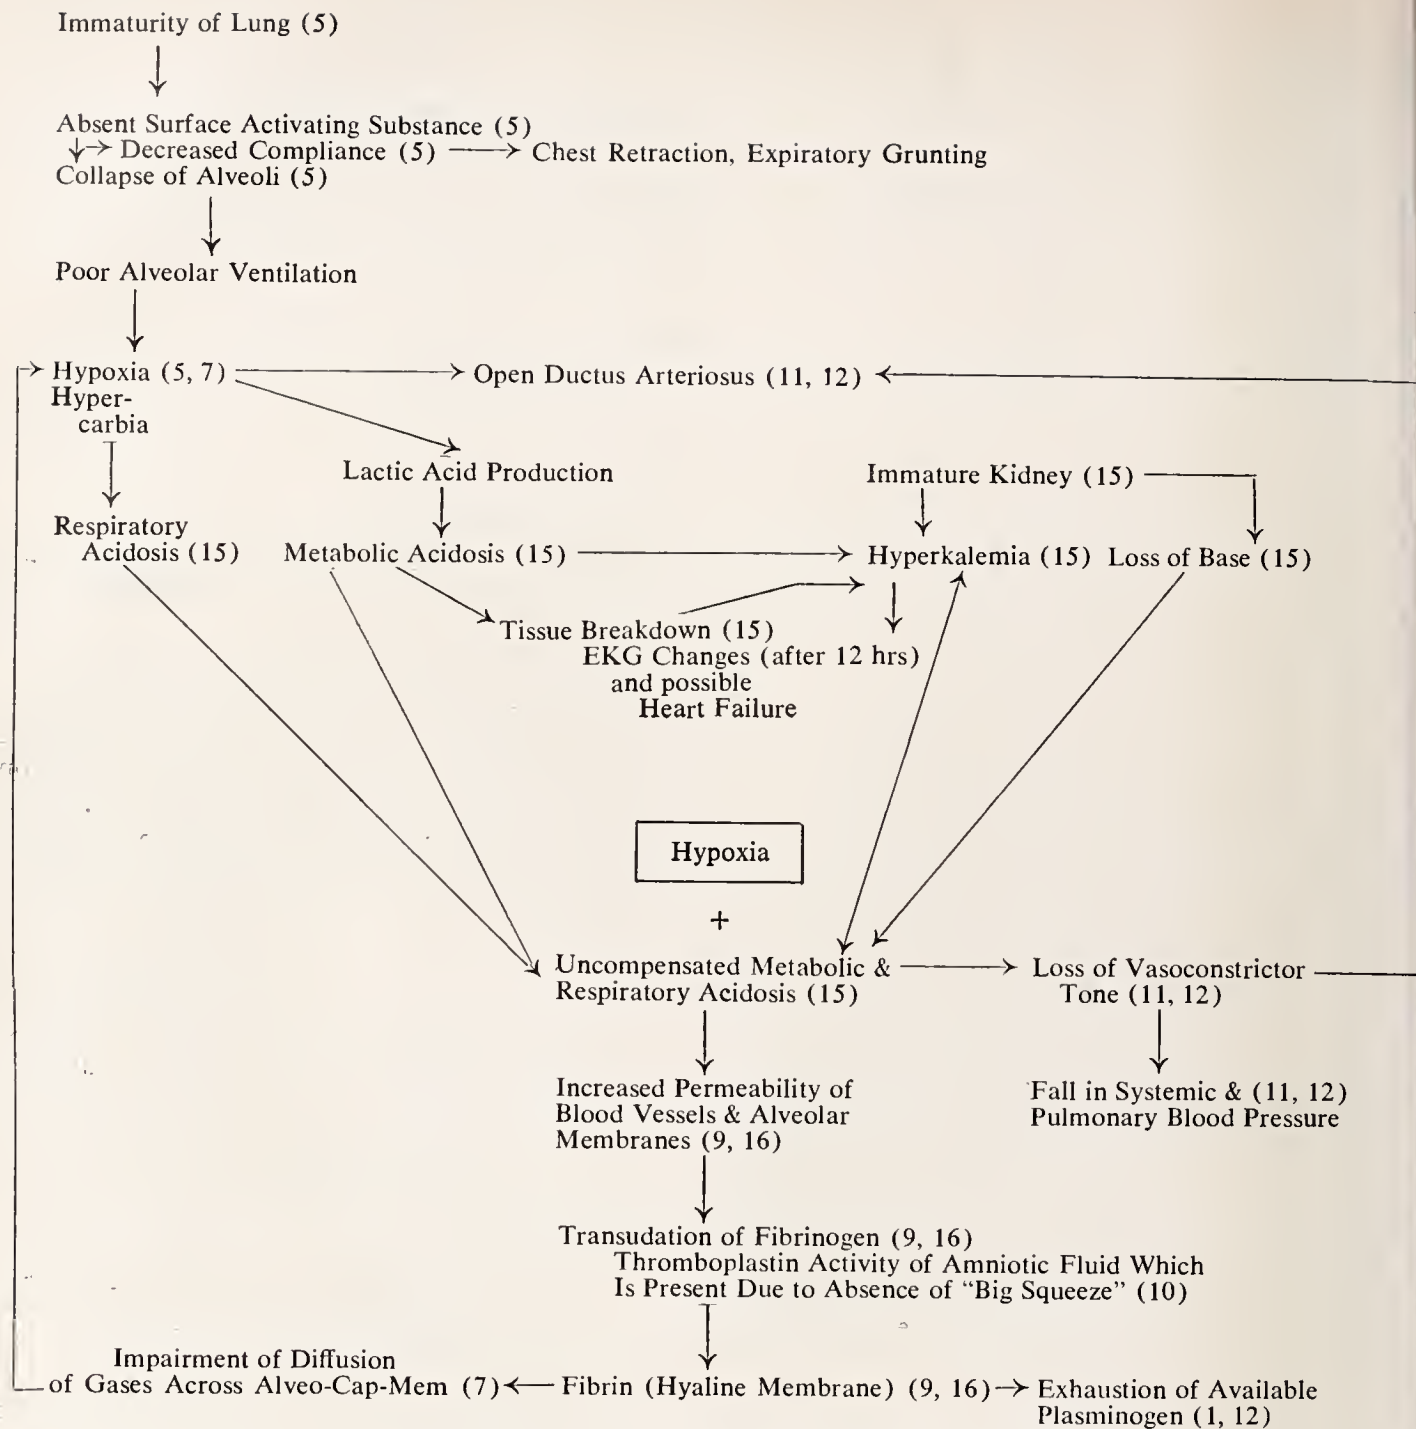 Immaturity of Lung (5)
Absent Surface Activating Substance (5)
Decreased Compliance (5)
Chest Retraction, Expiratory Grunting
Collapse of Alveoli (5)
Poor Alveolar Ventilation
Hypoxia (5, 7)
Hyper-
carbia
Open Ductus Arteriosus (11, 12)
Lactic Acid Production
Immature Kidney (15)
Respiratory
Acidosis (15)
Metabolic Acidosis (15)
Hyperkalemia (15)
Loss of Base (15)
Tissue Breakdown (15)
EKG Changes (after 12 hrs)
and possible
Heart Failure
Hypoxia
+
Uncompensated Metabolic &
Respiratory Acidosis (15)
Loss of Vasoconstrictor
Tone (11, 12)
Increased Permeability of
Blood Vessels & Alveolar
Membranes (9, 16)
Fall in Systemic & (11, 12)
Pulmonary Blood Pressure
Transudation of Fibrinogen (9, 16)
Thromboplastin Activity of Amniotic Fluid Which
Is Present Due to Absence of “Big Squeeze” (10)
Impairment of Diffusion
of Gases Across Alveo-Cap-Mem (7)
Fibrin (Hyaline Membrane) (9, 16)
Exhaustion of Available
Plasminogen (1, 12)